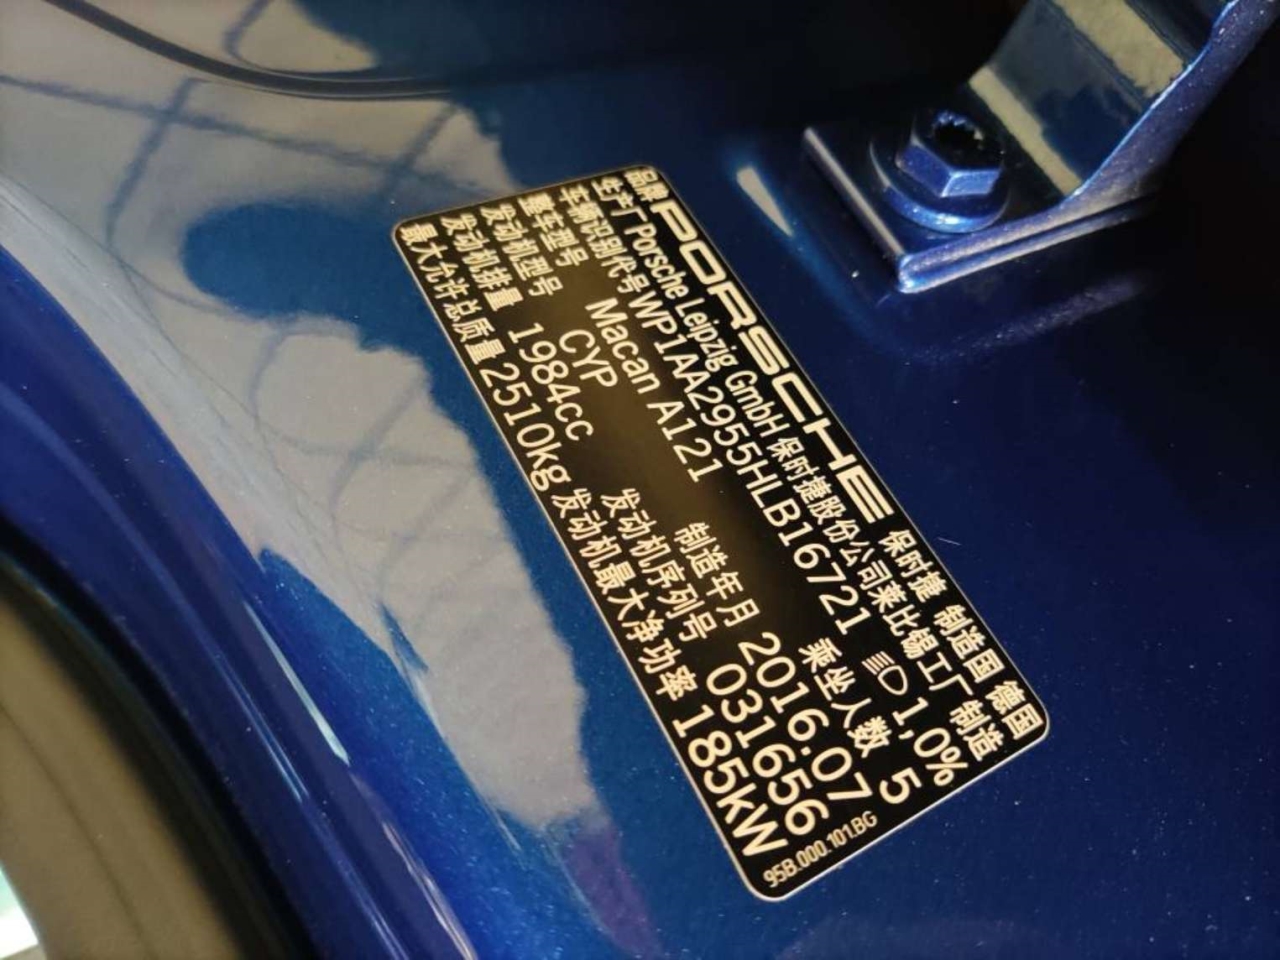 品牌 PORSCHE 保时捷 制造国 德国
生产厂 Porsche Leipzig GmbH 保时捷股份公司莱比锡工厂 制造
车辆识别代号 WP1AA2955HLB16721 1,0%
整车型号 Macan A121 乘坐人数 5
发动机型号 CYP 制造年月 2016.07
发动机排量 1984cc 发动机序列号 031656
最大允许总质量 2510kg 发动机最大净功率 185kW
95B.000.101.BG